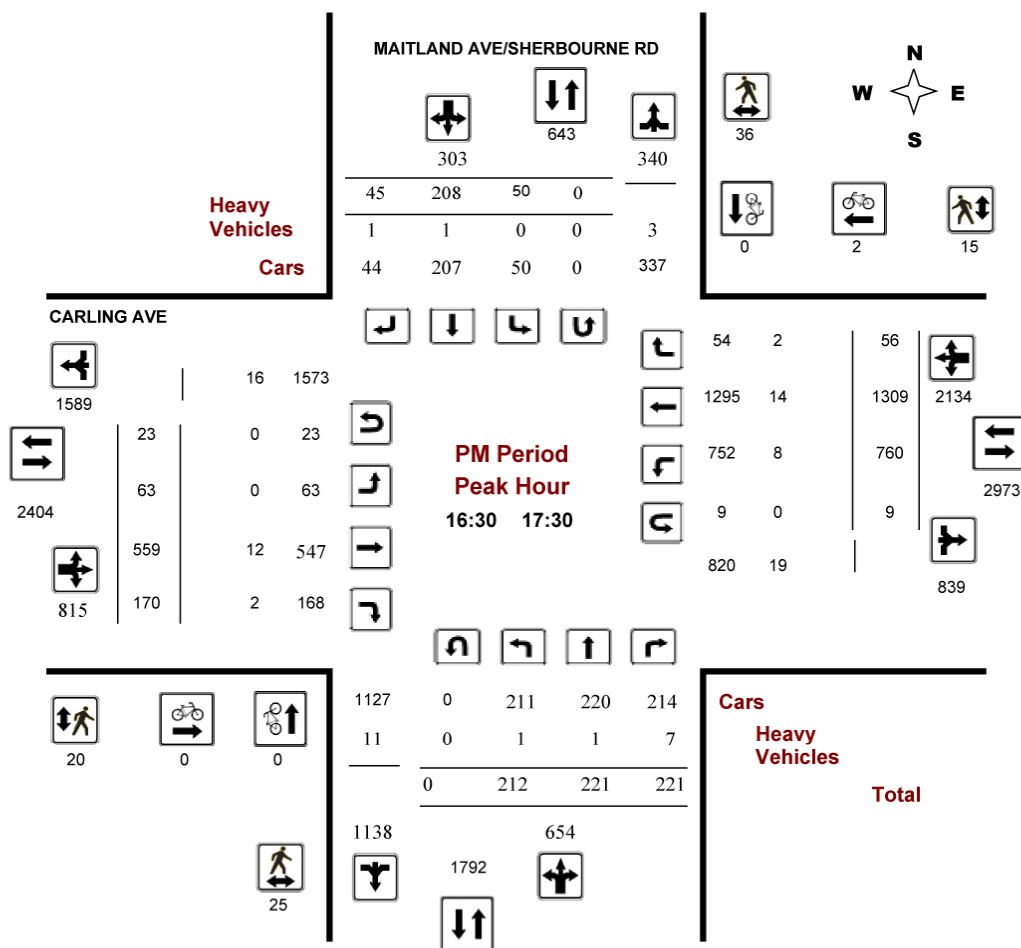 MAITLAND AVE/SHERBOURNE RD
N
W E
S
643
36
303 340
45 208 50 0
Heavy
Vehicles
1 1 0 0 3
0 2 15
Cars
44 207 50 0 337
CARLING AVE
54 2 56
16 1573
1589
1295 14 1309 2134
23 0 23
PM Period
752 8 760
Peak Hour
63 0 63
2973
2404
16:30 17:30
9 0 9
559 12 547
820 19
839
815
170 2 168
1127 0 211 220 214
Cars
11 0 1 1 7
Heavy
Vehicles
20 0 0
0 212 221 221
Total
1138 654
1792
25